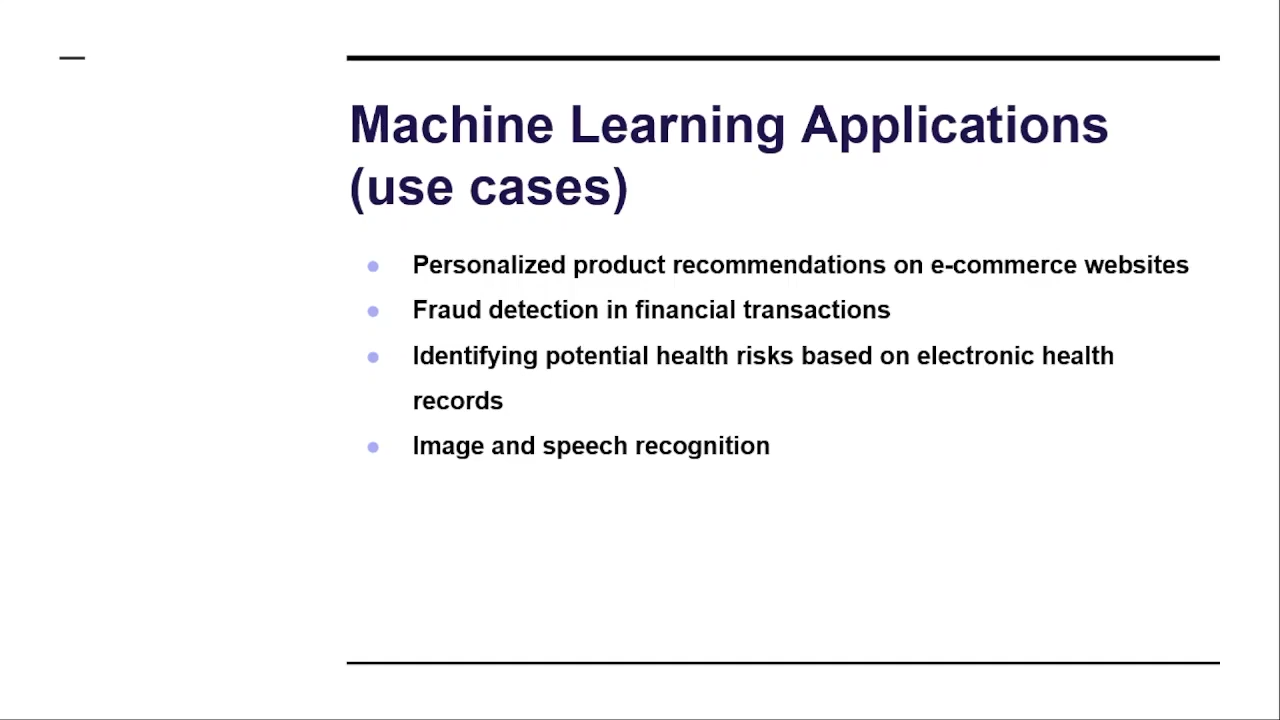 Machine Learning Applications
(use cases)
● Personalized product recommendations on e-commerce websites
● Fraud detection in financial transactions
● Identifying potential health risks based on electronic health
records
● Image and speech recognition